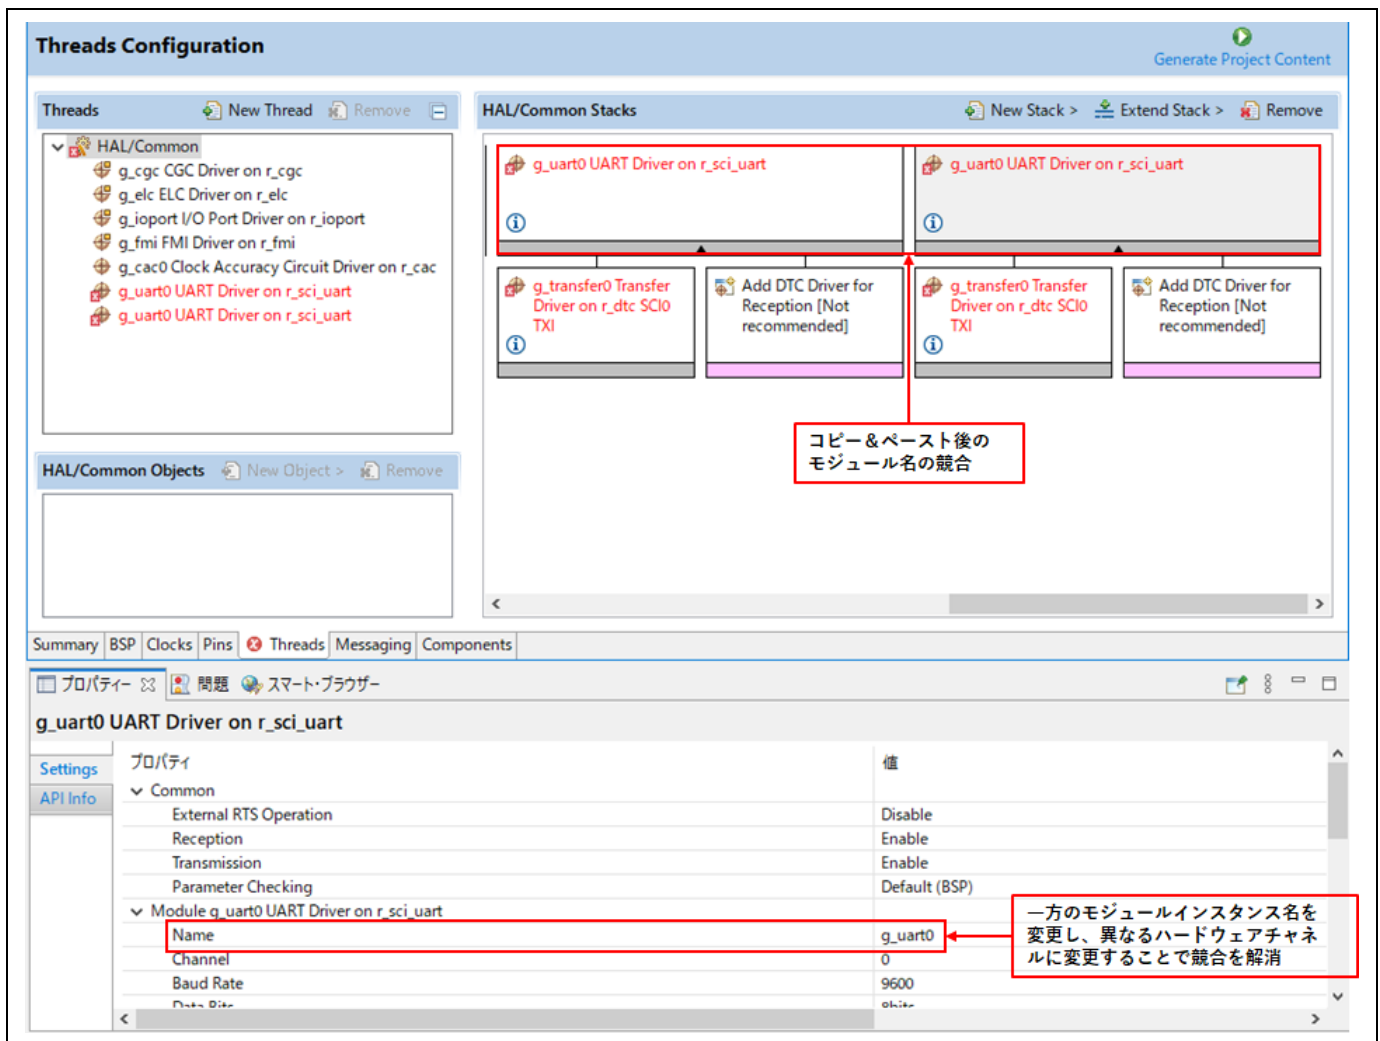 Threads Configuration
Generate Project Content
Threads
New Thread
Remove
HAL/Common Stacks
New Stack >
Extend Stack >
Remove
HAL/Common
g_cgc CGC Driver on r_cgc
g_elc ELC Driver on r_elc
g_ioport I/O Port Driver on r_ioport
g_fmi FMI Driver on r_fmi
g_cac0 Clock Accuracy Circuit Driver on r_cac
g_uart0 UART Driver on r_sci_uart
g_uart0 UART Driver on r_sci_uart
g_uart0 UART Driver on r_sci_uart
g_uart0 UART Driver on r_sci_uart
g_transfer0 Transfer
Driver on r_dtc SCI0
TXI
Add DTC Driver for
Reception [Not
recommended]
g_transfer0 Transfer
Driver on r_dtc SCI0
TXI
Add DTC Driver for
Reception [Not
recommended]
コピー＆ペースト後の
モジュール名の競合
HAL/Common Objects
New Object >
Remove
Summary
BSP
Clocks
Pins
Threads
Messaging
Components
プロパティー
問題
スマート・ブラウザー
g_uart0 UART Driver on r_sci_uart
Settings
API Info
プロパティ
値
Common
External RTS Operation
Disable
Reception
Enable
Transmission
Enable
Parameter Checking
Default (BSP)
Module g_uart0 UART Driver on r_sci_uart
Name
g_uart0
Channel
0
Baud Rate
9600
Data Bits
8bits
一方のモジュールインスタンス名を
変更し、異なるハードウェアチャネ
ルに変更することで競合を解消